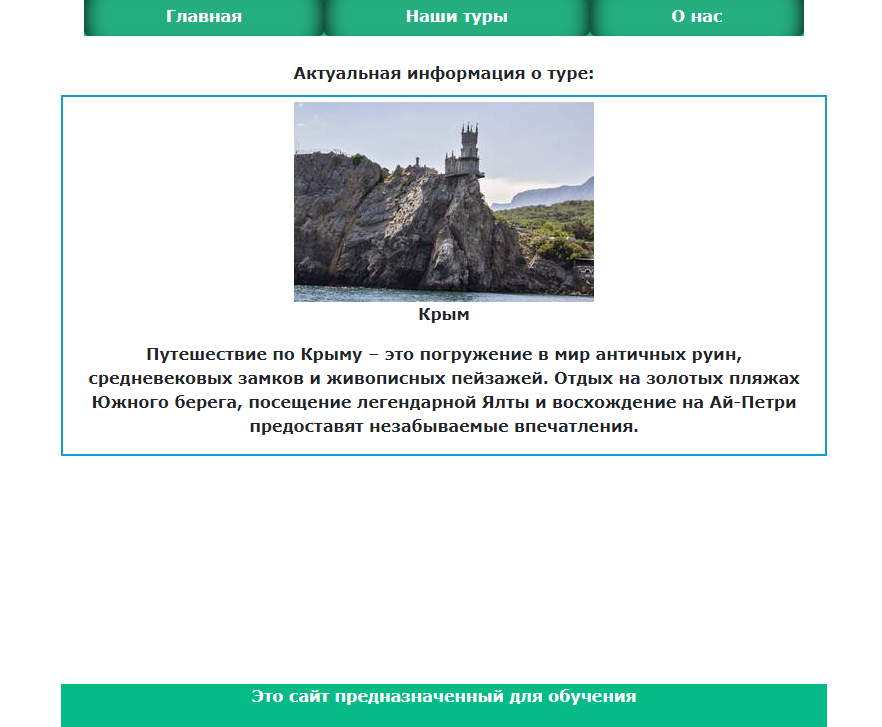 Главная Наши туры О нас
Актуальная информация о туре:
Крым
Путешествие по Крыму – это погружение в мир античных руин,
средневековых замков и живописных пейзажей. Отдых на золотых пляжах
Южного берега, посещение легендарной Ялты и восхождение на Ай-Петри
предоставят незабываемые впечатления.
Это сайт предназначенный для обучения